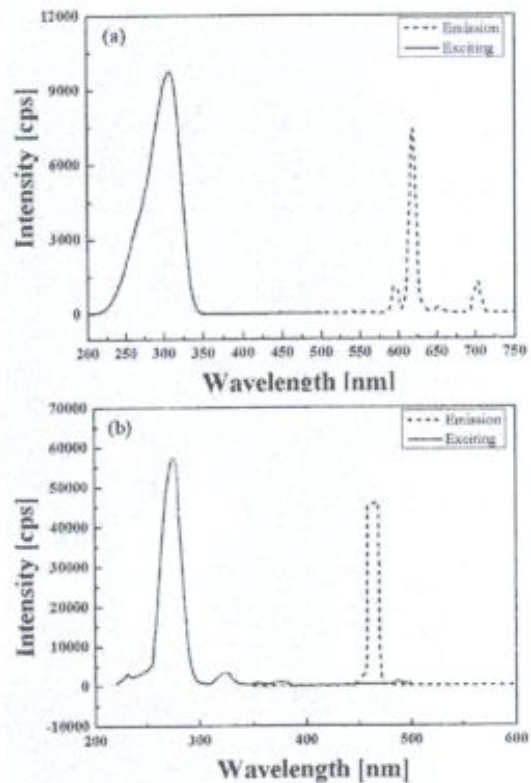 12000
(a)
Emission
Exciting
9000
6000
3000
0
Intensity [cps]
200 250 300 350 400 450 500 600 650 700 750
Wavelength [nm]
70000
(b)
Emission
Exciting
60000
50000
40000
30000
20000
10000
0
-10000
Intensity [cps]
200 300 400 500 600
Wavelength [nm]